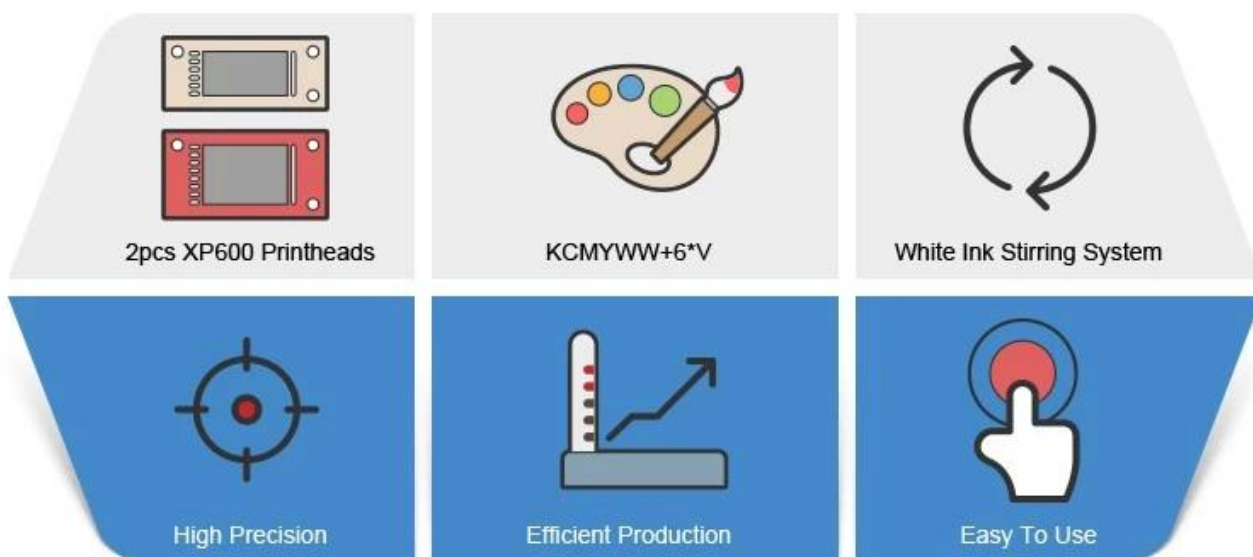 2pcs XP600 Printheads
KCMYWW+6*V
White Ink Stirring System
High Precision
Efficient Production
Easy To Use